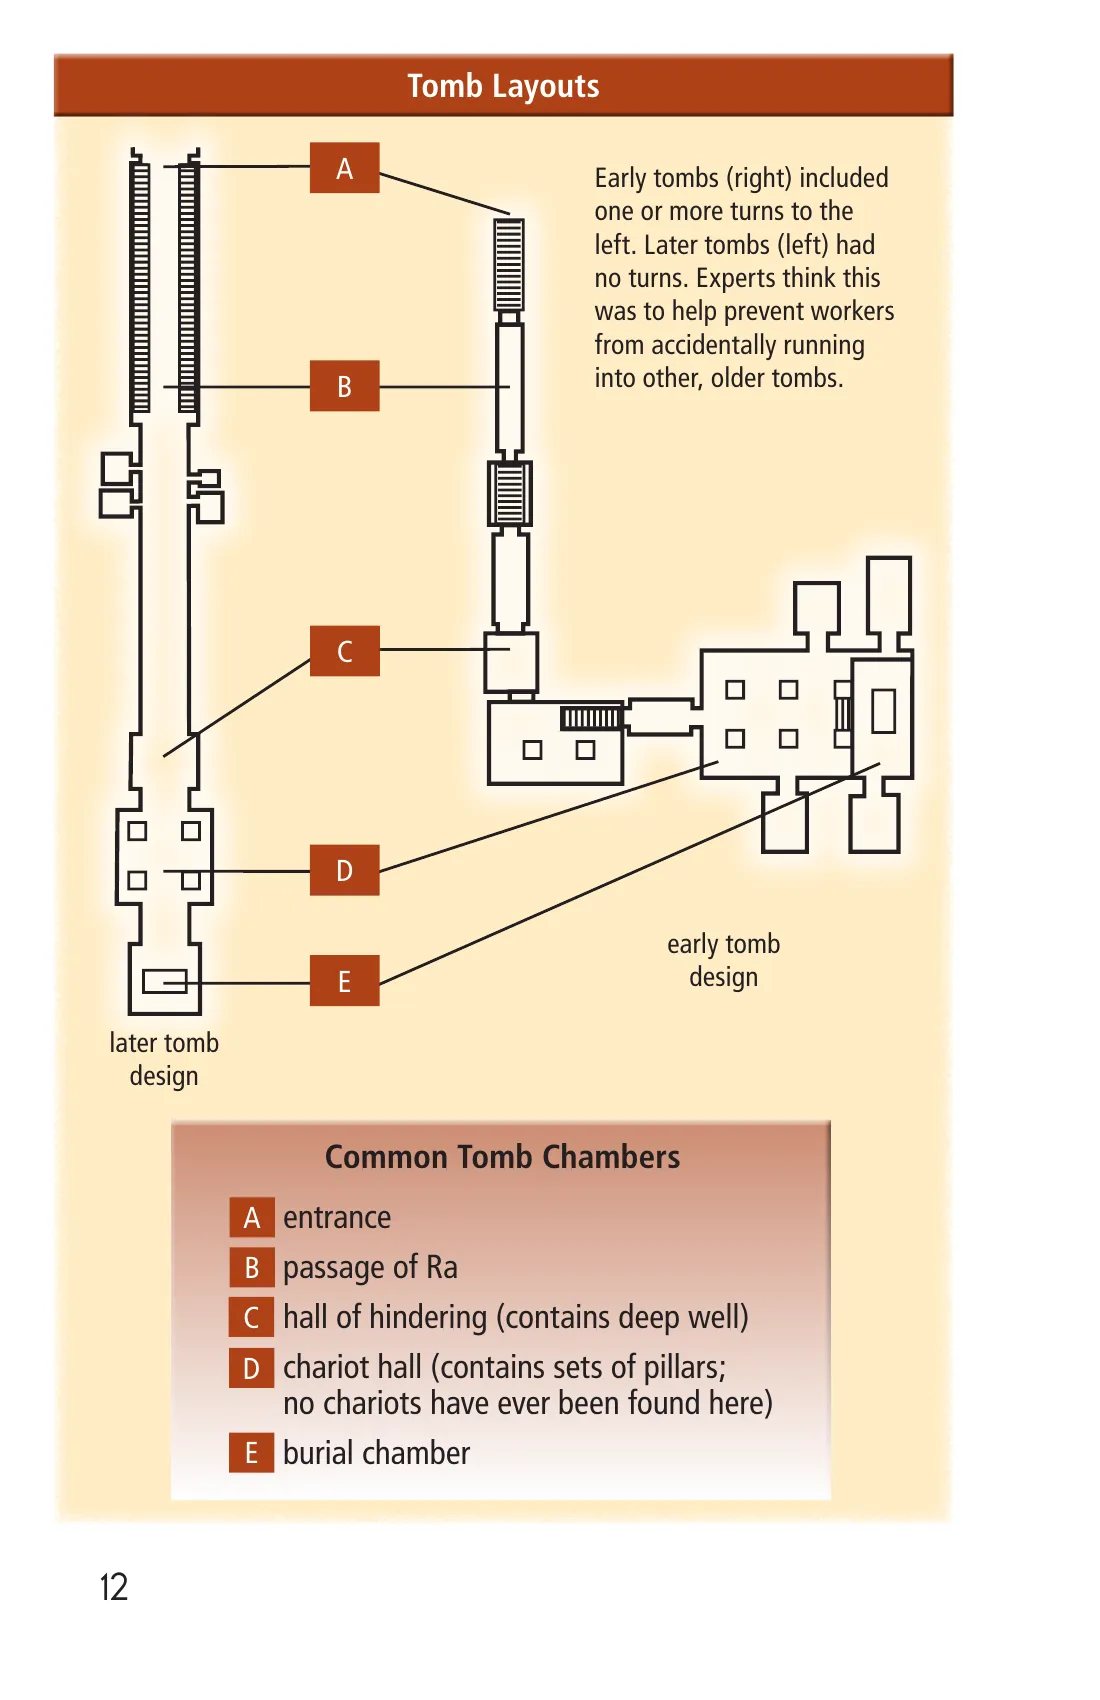 Tomb Layouts
A
Early tombs (right) included
one or more turns to the
left. Later tombs (left) had
no turns. Experts think this
was to help prevent workers
from accidentally running
into other, older tombs.
B
C
D
E
early tomb
design
later tomb
design
Common Tomb Chambers
A entrance
B passage of Ra
C hall of hindering (contains deep well)
D chariot hall (contains sets of pillars;
no chariots have ever been found here)
E burial chamber
12